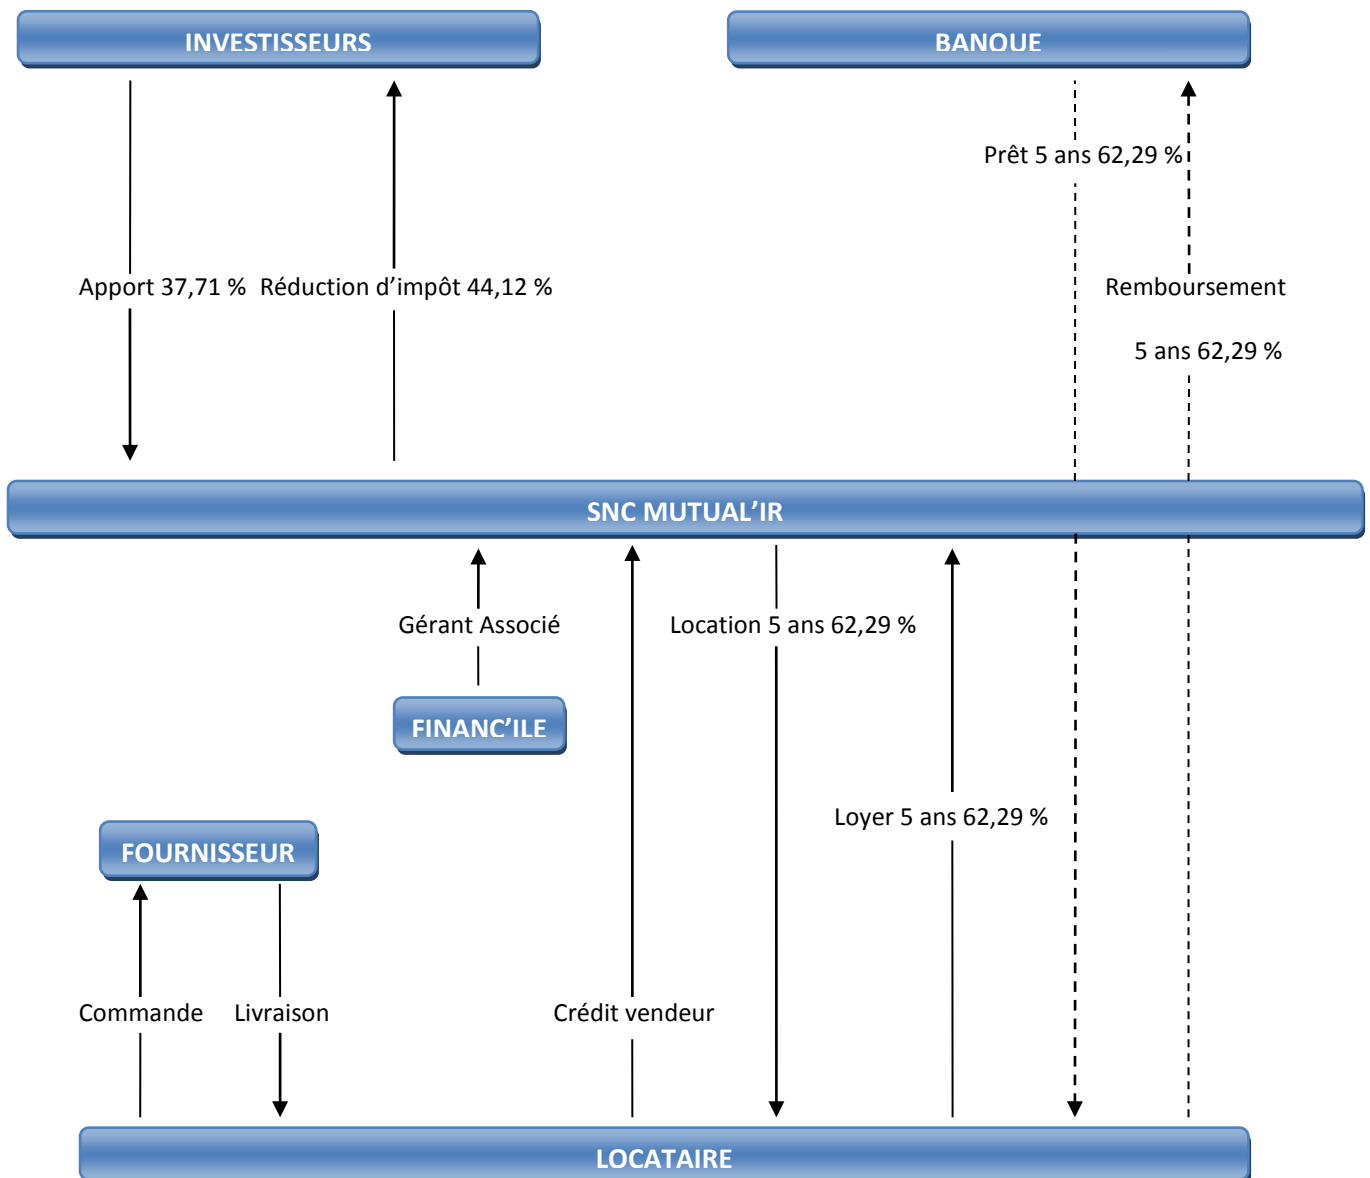 INVESTISSEURS
BANQUE
Prêt 5 ans 62,29 %
Apport 37,71 %
Réduction d’impôt 44,12 %
Remboursement
5 ans 62,29 %
SNC MUTUAL’IR
Gérant Associé
Location 5 ans 62,29 %
FINANC’ILE
Loyer 5 ans 62,29 %
FOURNISSEUR
Commande
Livraison
Crédit vendeur
LOCATAIRE